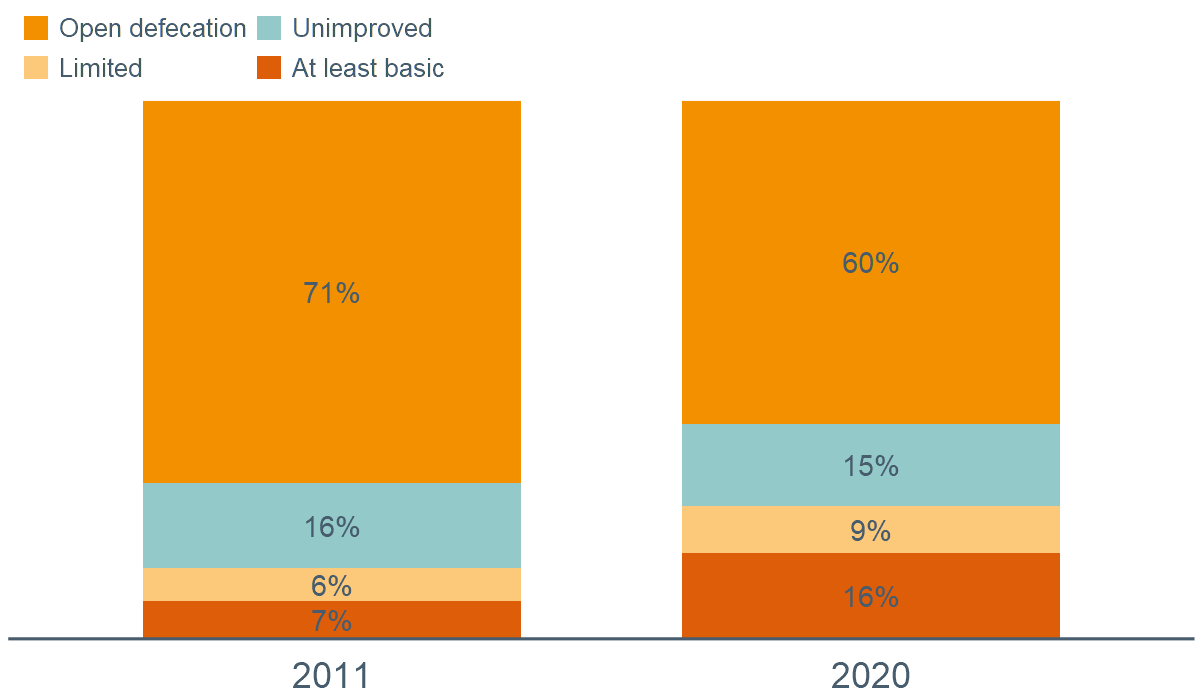 Open defecation Unimproved
Limited At least basic
71% 60%
16% 15%
6% 9%
7% 16%
2011 2020